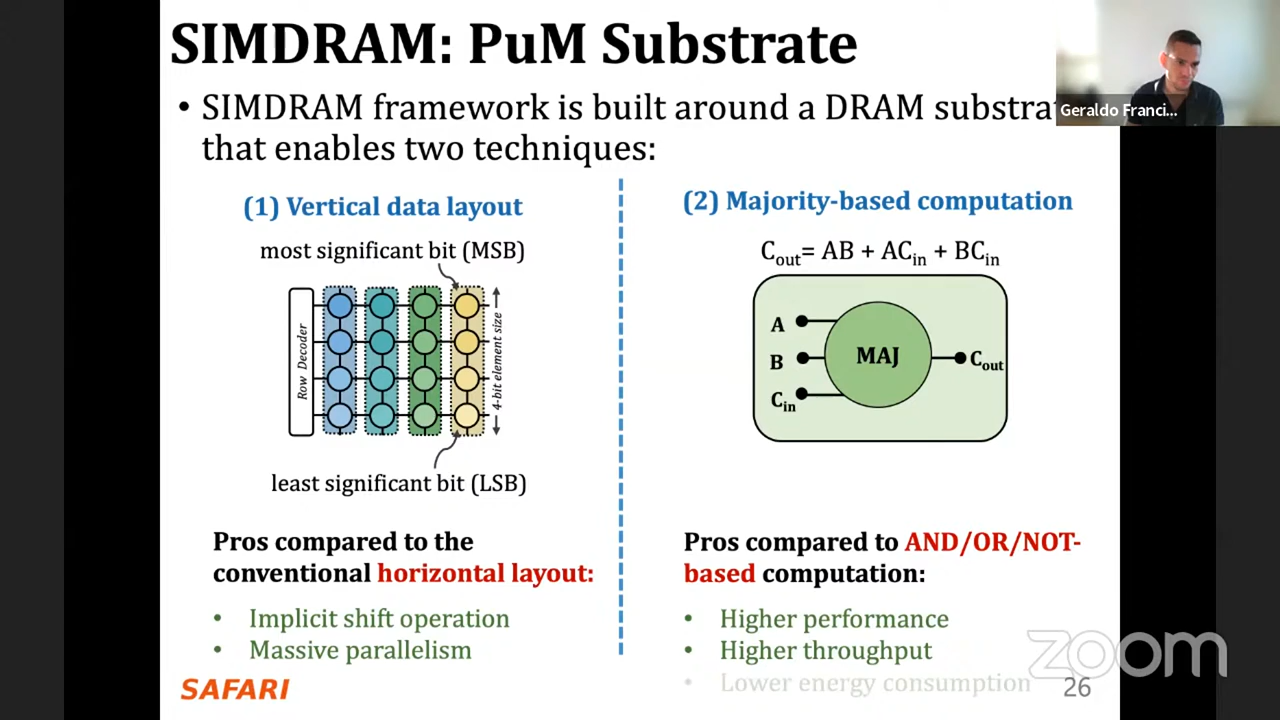 SIMDRAM: PuM Substrate
• SIMDRAM framework is built around a DRAM
that enables two techniques:
Geraldo Franci...
(1) Vertical data layout
most significant bit (MSB)
Row Decoder
4-bit element size
least significant bit (LSB)
Pros compared to the
conventional horizontal layout:
• Implicit shift operation
• Massive parallelism
(2) Majority-based computation
Cout= AB + ACin + BCin
A
B
Cin
MAJ
Cout
Pros compared to AND/OR/NOT-
based computation:
• Higher performance
• Higher throughput
• Lower energy consumption
SAFARI
26
zoom